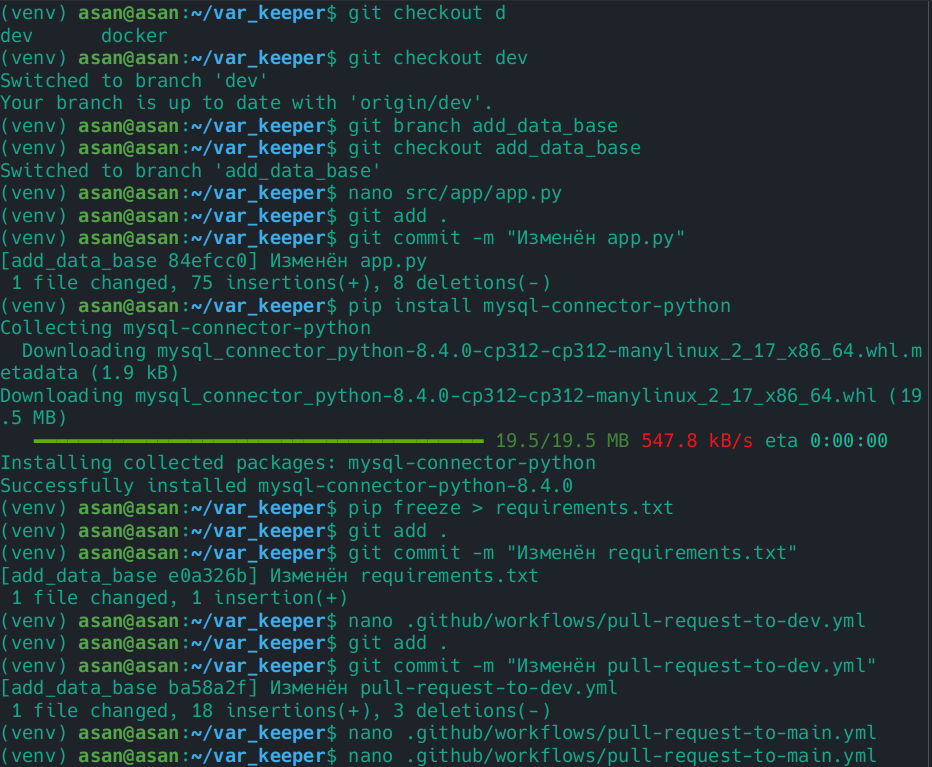 (venv) asan@asan:~/var_keeper$ git checkout d
dev      docker
(venv) asan@asan:~/var_keeper$ git checkout dev
Switched to branch 'dev'
Your branch is up to date with 'origin/dev'.
(venv) asan@asan:~/var_keeper$ git branch add_data_base
(venv) asan@asan:~/var_keeper$ git checkout add_data_base
Switched to branch 'add_data_base'
(venv) asan@asan:~/var_keeper$ nano src/app/app.py
(venv) asan@asan:~/var_keeper$ git add .
(venv) asan@asan:~/var_keeper$ git commit -m "Изменён app.py"
[add_data_base 84efcc0] Изменён app.py
 1 file changed, 75 insertions(+), 8 deletions(-)
(venv) asan@asan:~/var_keeper$ pip install mysql-connector-python
Collecting mysql-connector-python
  Downloading mysql_connector_python-8.4.0-cp312-cp312-manylinux_2_17_x86_64.whl.m
etadata (1.9 kB)
Downloading mysql_connector_python-8.4.0-cp312-cp312-manylinux_2_17_x86_64.whl (19
.5 MB)
19.5/19.5 MB 547.8 kB/s eta 0:00:00
Installing collected packages: mysql-connector-python
Successfully installed mysql-connector-python-8.4.0
(venv) asan@asan:~/var_keeper$ pip freeze > requirements.txt
(venv) asan@asan:~/var_keeper$ git add .
(venv) asan@asan:~/var_keeper$ git commit -m "Изменён requirements.txt"
[add_data_base e0a326b] Изменён requirements.txt
 1 file changed, 1 insertion(+)
(venv) asan@asan:~/var_keeper$ nano .github/workflows/pull-request-to-dev.yml
(venv) asan@asan:~/var_keeper$ git add .
(venv) asan@asan:~/var_keeper$ git commit -m "Изменён pull-request-to-dev.yml"
[add_data_base ba58a2f] Изменён pull-request-to-dev.yml
 1 file changed, 18 insertions(+), 3 deletions(-)
(venv) asan@asan:~/var_keeper$ nano .github/workflows/pull-request-to-main.yml
(venv) asan@asan:~/var_keeper$ nano .github/workflows/pull-request-to-main.yml